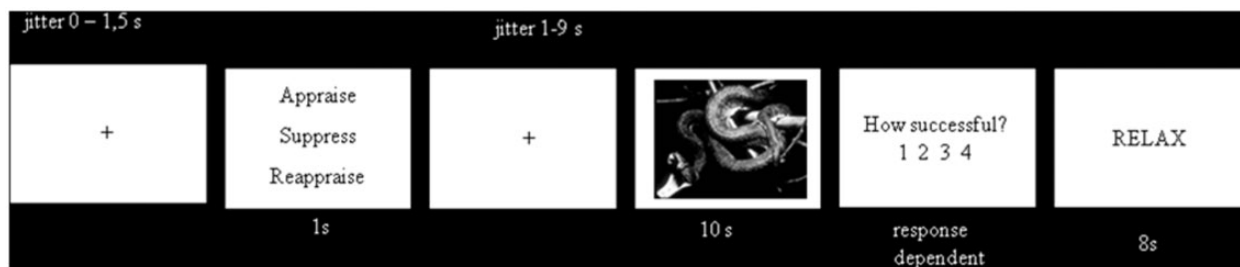 jitter 0 – 1,5 s
jitter 1-9 s
+
Appraise
Suppress
Reappraise
+
How successful?
1 2 3 4
RELAX
1s
10 s
response
dependent
8s